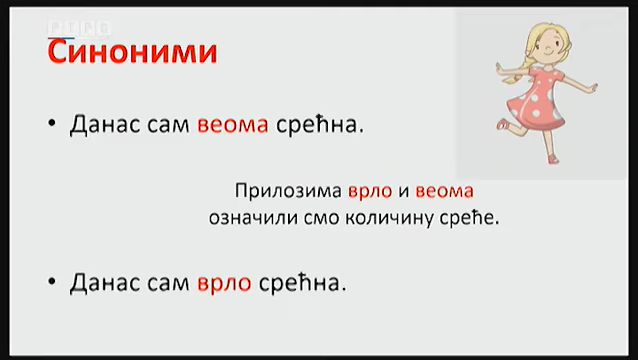 Синоними
• Данас сам веома срећна.
Прилозима врло и веома
означили смо количину среће.
• Данас сам врло срећна.